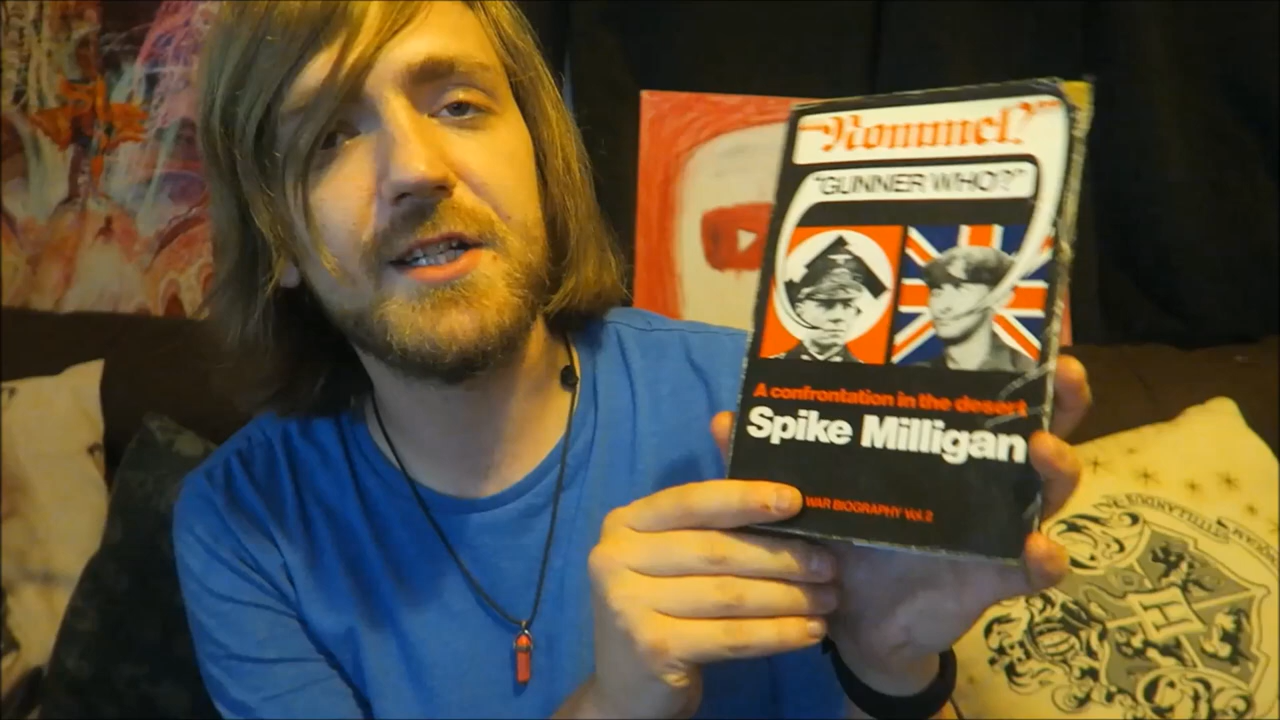 "Rommel?"
"GUNNER WHO?"
A confrontation in the desert
Spike Milligan
WAR BIOGRAPHY Vol. 2